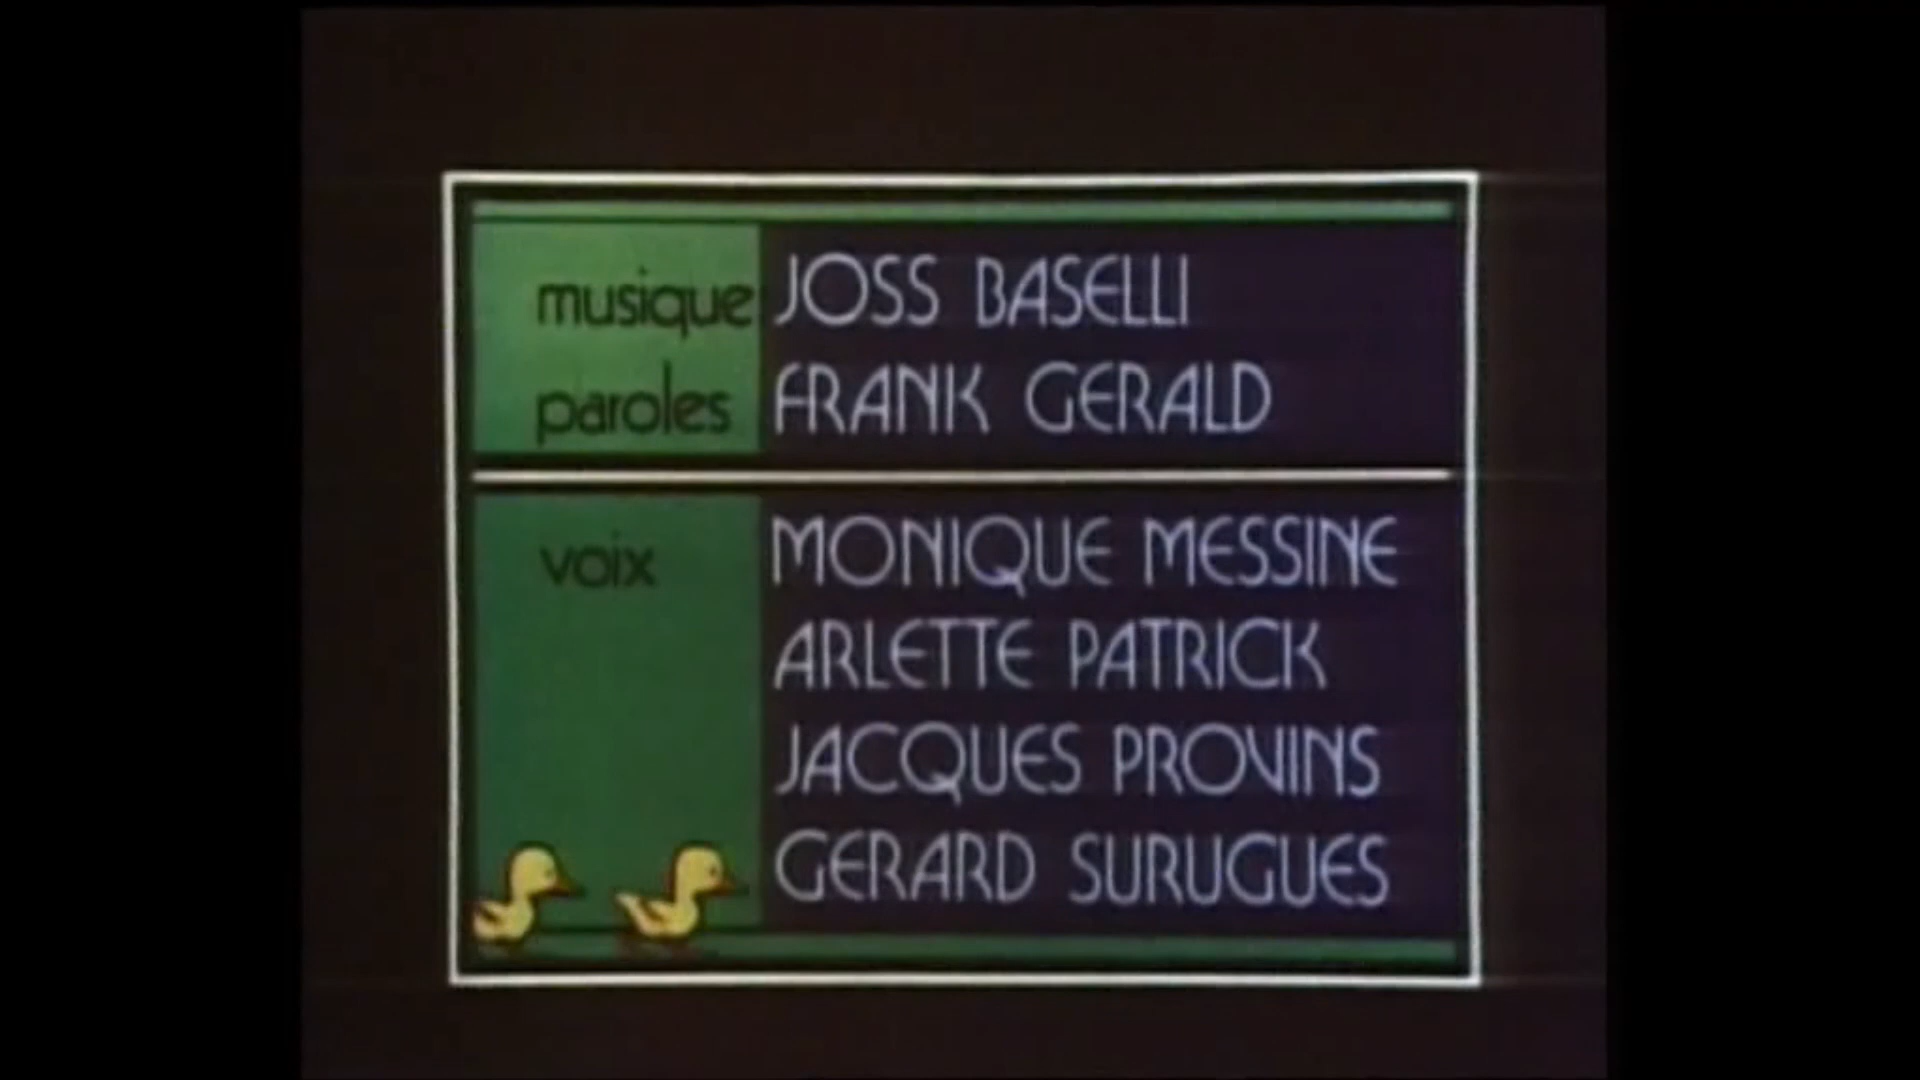 musique JOSS BASELLI
paroles FRANK GERALD
voix MONIQUE MESSINE
ARLETTE PATRICK
JACQUES PROVINS
GERARD SURUGUES